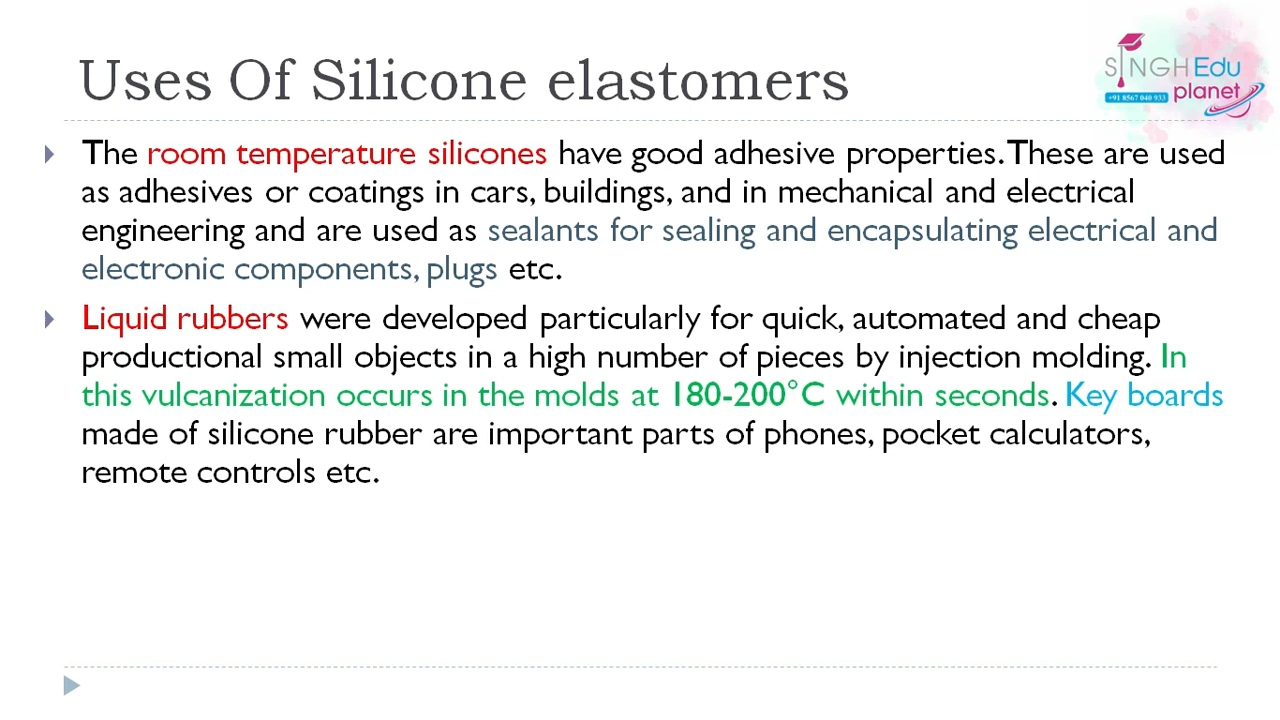 Uses Of Silicone elastomers
SINGH Edu
planet
+91 8567 040 933
The room temperature silicones have good adhesive properties. These are used
as adhesives or coatings in cars, buildings, and in mechanical and electrical
engineering and are used as sealants for sealing and encapsulating electrical and
electronic components, plugs etc.
Liquid rubbers were developed particularly for quick, automated and cheap
productional small objects in a high number of pieces by injection molding. In
this vulcanization occurs in the molds at 180-200°C within seconds. Key boards
made of silicone rubber are important parts of phones, pocket calculators,
remote controls etc.